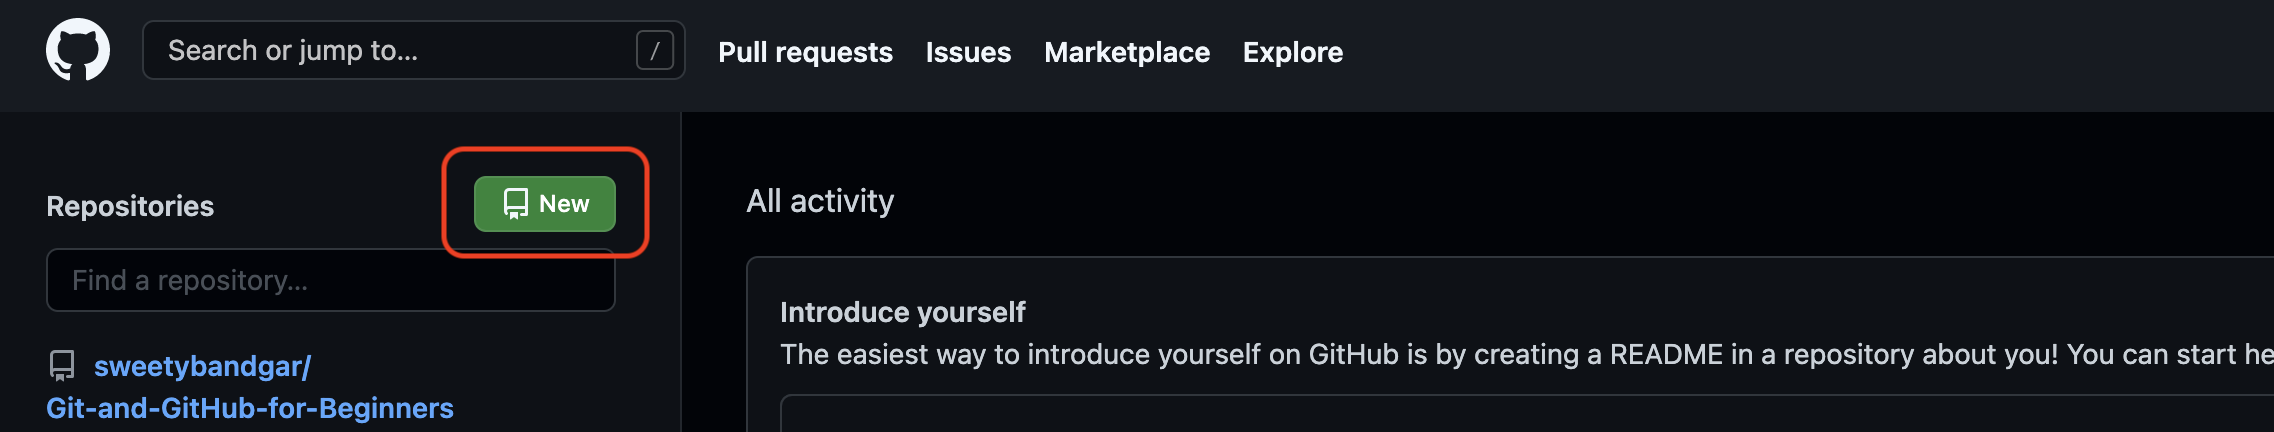 Search or jump to... /
Pull requests Issues Marketplace Explore
Repositories
New
Find a repository...
sweetybandgar/
Git-and-GitHub-for-Beginners
All activity
Introduce yourself
The easiest way to introduce yourself on GitHub is by creating a README in a repository about you! You can start he